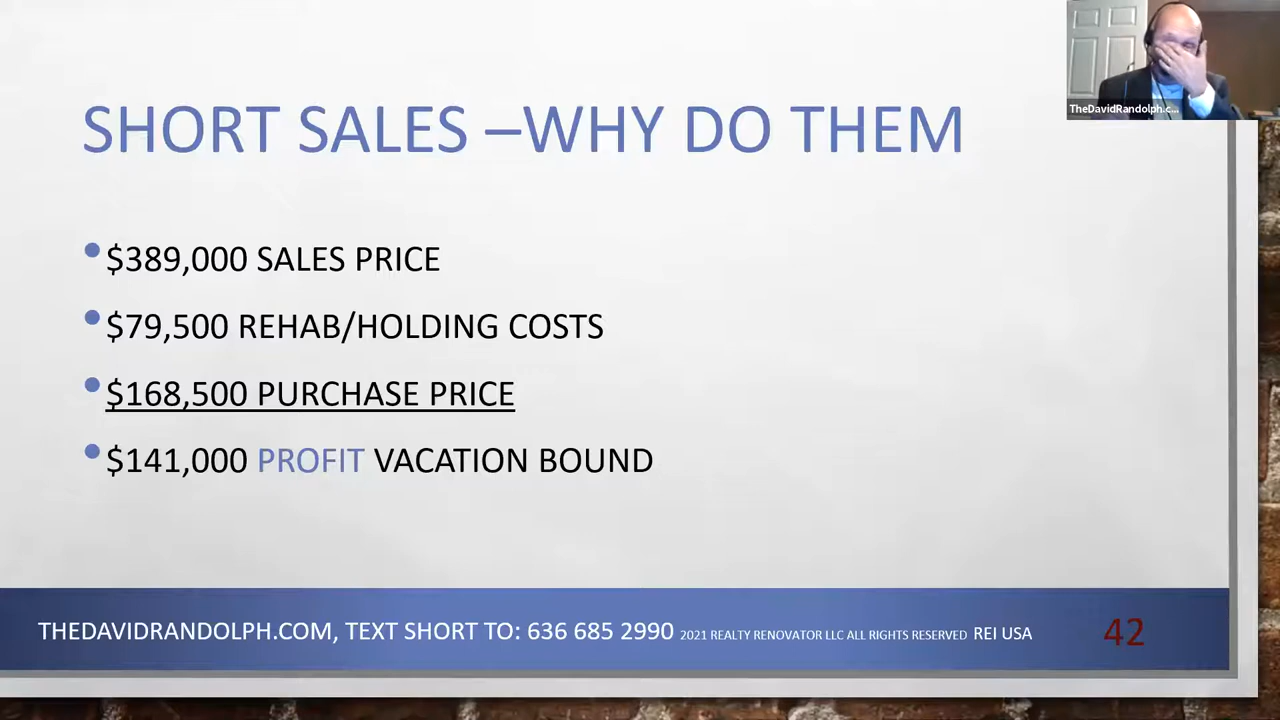 TheDavidRandolph.c...
SHORT SALES –WHY DO THEM
•$389,000 SALES PRICE
•$79,500 REHAB/HOLDING COSTS
•$168,500 PURCHASE PRICE
•$141,000 PROFIT VACATION BOUND
THEDAVIDRANDOLPH.COM, TEXT SHORT TO: 636 685 2990 2021 REALTY RENOVATOR LLC ALL RIGHTS RESERVED REI USA 42